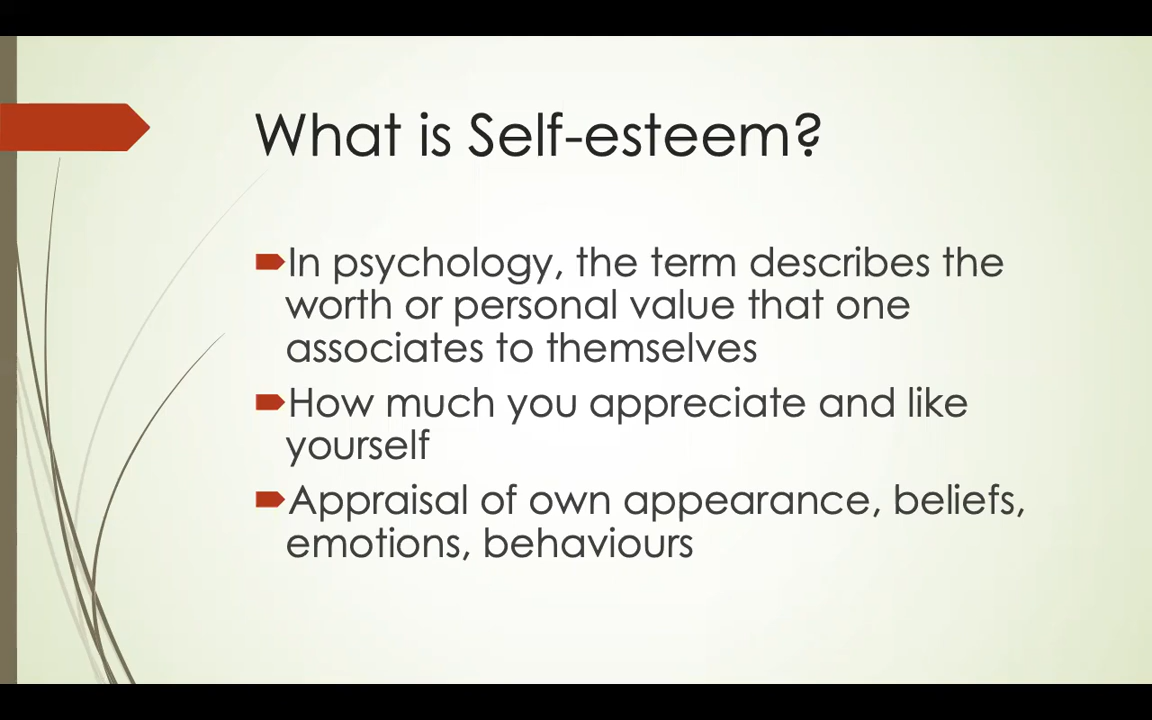 What is Self-esteem?
In psychology, the term describes the
worth or personal value that one
associates to themselves
How much you appreciate and like
yourself
Appraisal of own appearance, beliefs,
emotions, behaviours